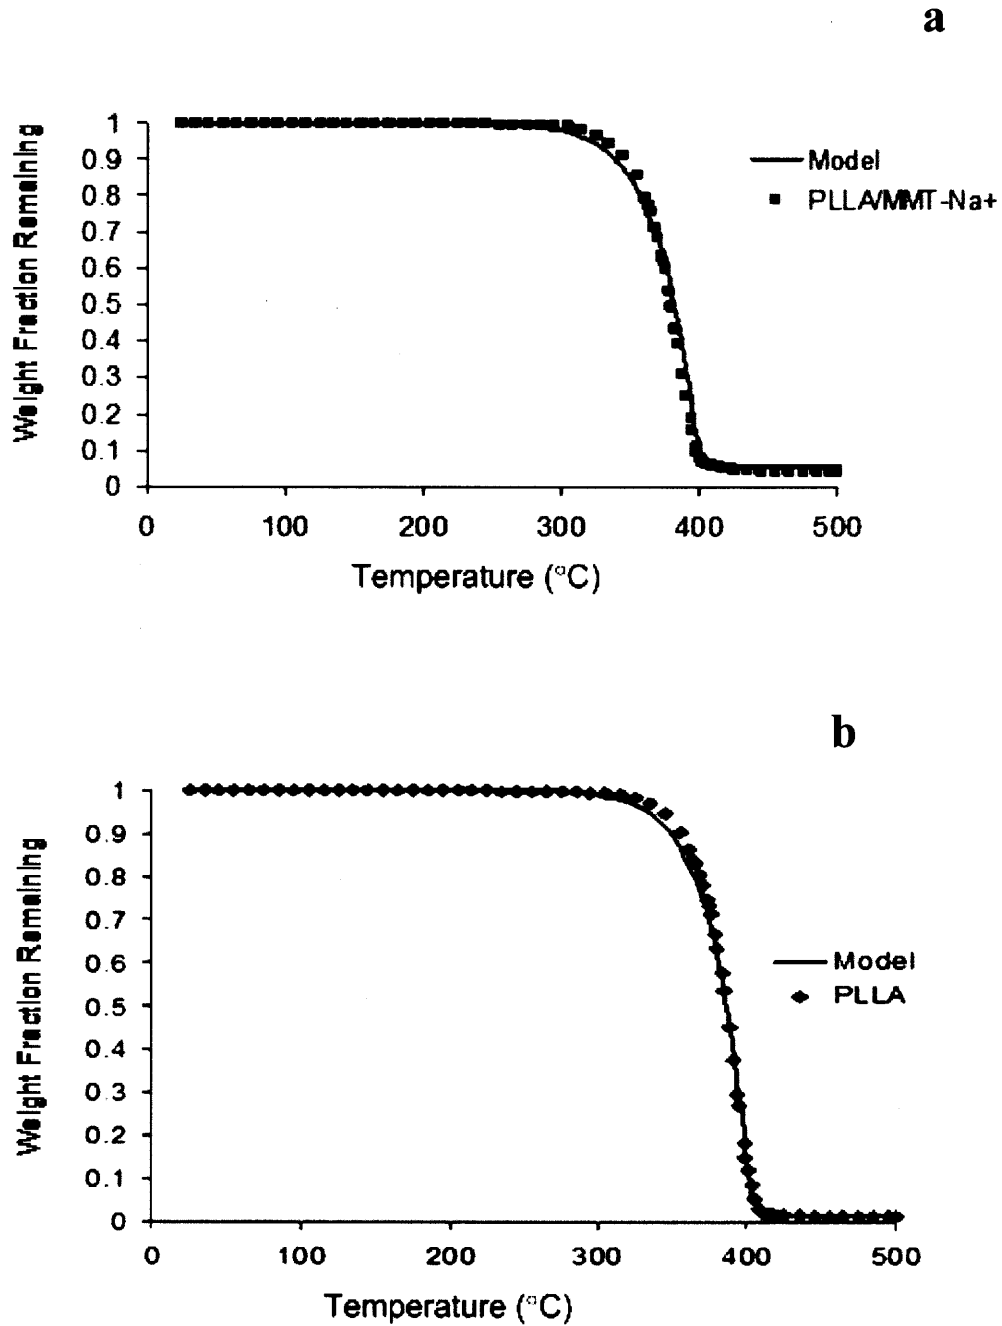 a
Weight Fraction Remaining
1
0.9
0.8
0.7
0.6
0.5
0.4
0.3
0.2
0.1
0
0 100 200 300 400 500
Temperature (°C)
Model
PLLA/MMT-Na+
b
Weight Fraction Remaining
1
0.9
0.8
0.7
0.6
0.5
0.4
0.3
0.2
0.1
0
0 100 200 300 400 500
Temperature (°C)
Model
PLLA